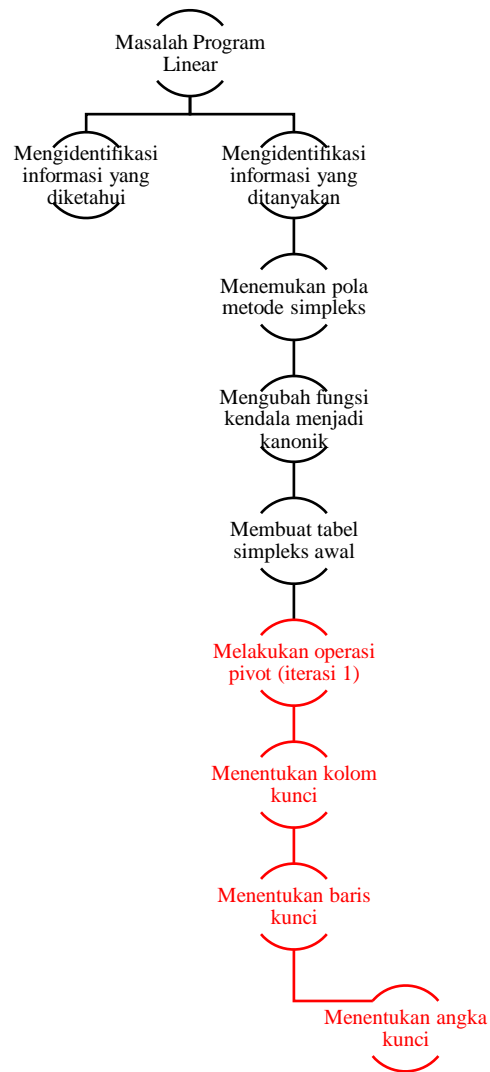 Masalah Program
Linear
Mengidentifikasi
informasi yang
diketahui
Mengidentifikasi
informasi yang
ditanyakan
Menemukan pola
metode simpleks
Mengubah fungsi
kendala menjadi
kanonik
Membuat tabel
simpleks awal
Melakukan operasi
pivot (iterasi 1)
Menentukan kolom
kunci
Menentukan baris
kunci
Menentukan angka
kunci